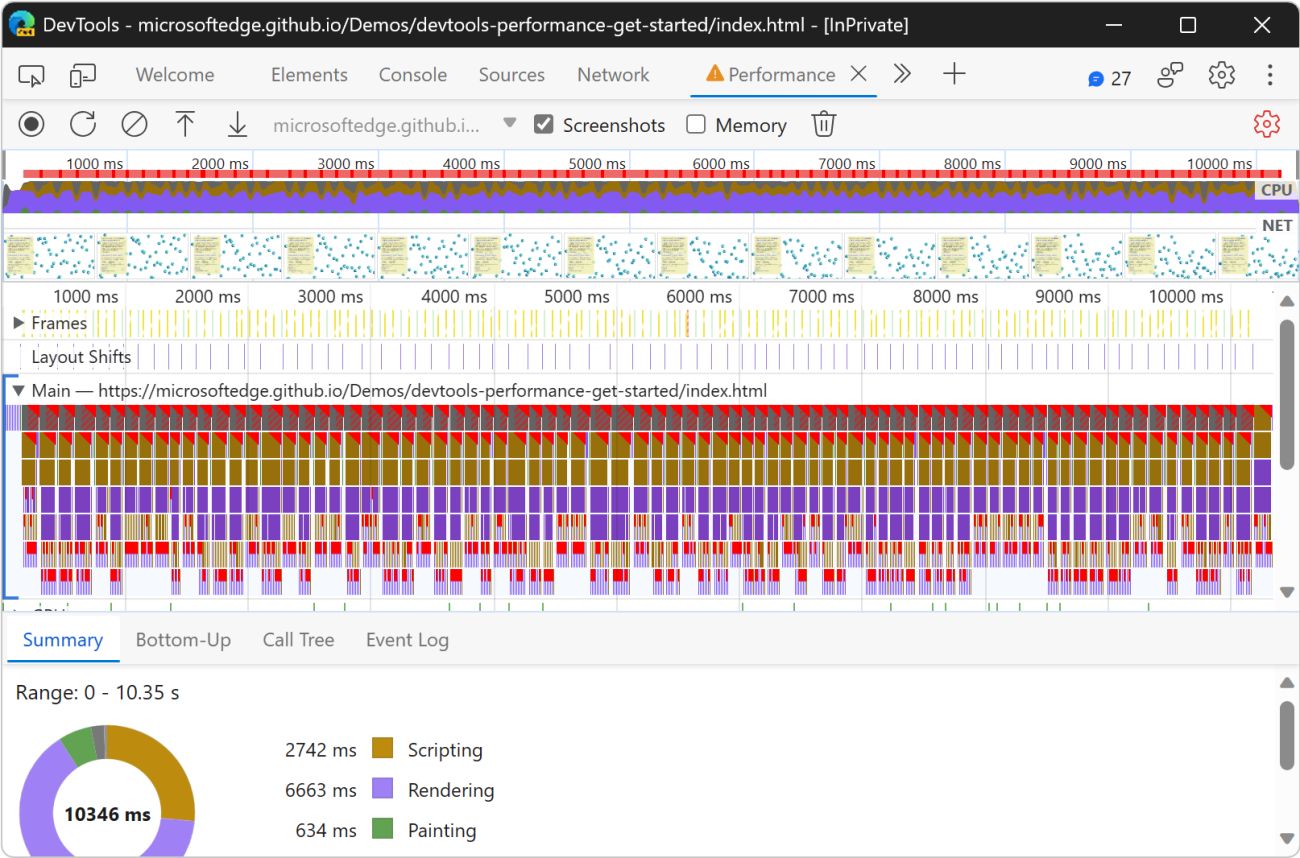 DevTools - microsoftedge.github.io/Demos/devtools-performance-get-started/index.html - [InPrivate]
Welcome Elements Console Sources Network Performance 27
microsoftedge.github.i... Screenshots Memory
1000 ms 2000 ms 3000 ms 4000 ms 5000 ms 6000 ms 7000 ms 8000 ms 9000 ms 10000 ms
CPU
NET
1000 ms 2000 ms 3000 ms 4000 ms 5000 ms 6000 ms 7000 ms 8000 ms 9000 ms 10000 ms
Frames
Layout Shifts
Main — https://microsoftedge.github.io/Demos/devtools-performance-get-started/index.html
Summary Bottom-Up Call Tree Event Log
Range: 0 - 10.35 s
2742 ms Scripting
6663 ms Rendering
10346 ms
634 ms Painting